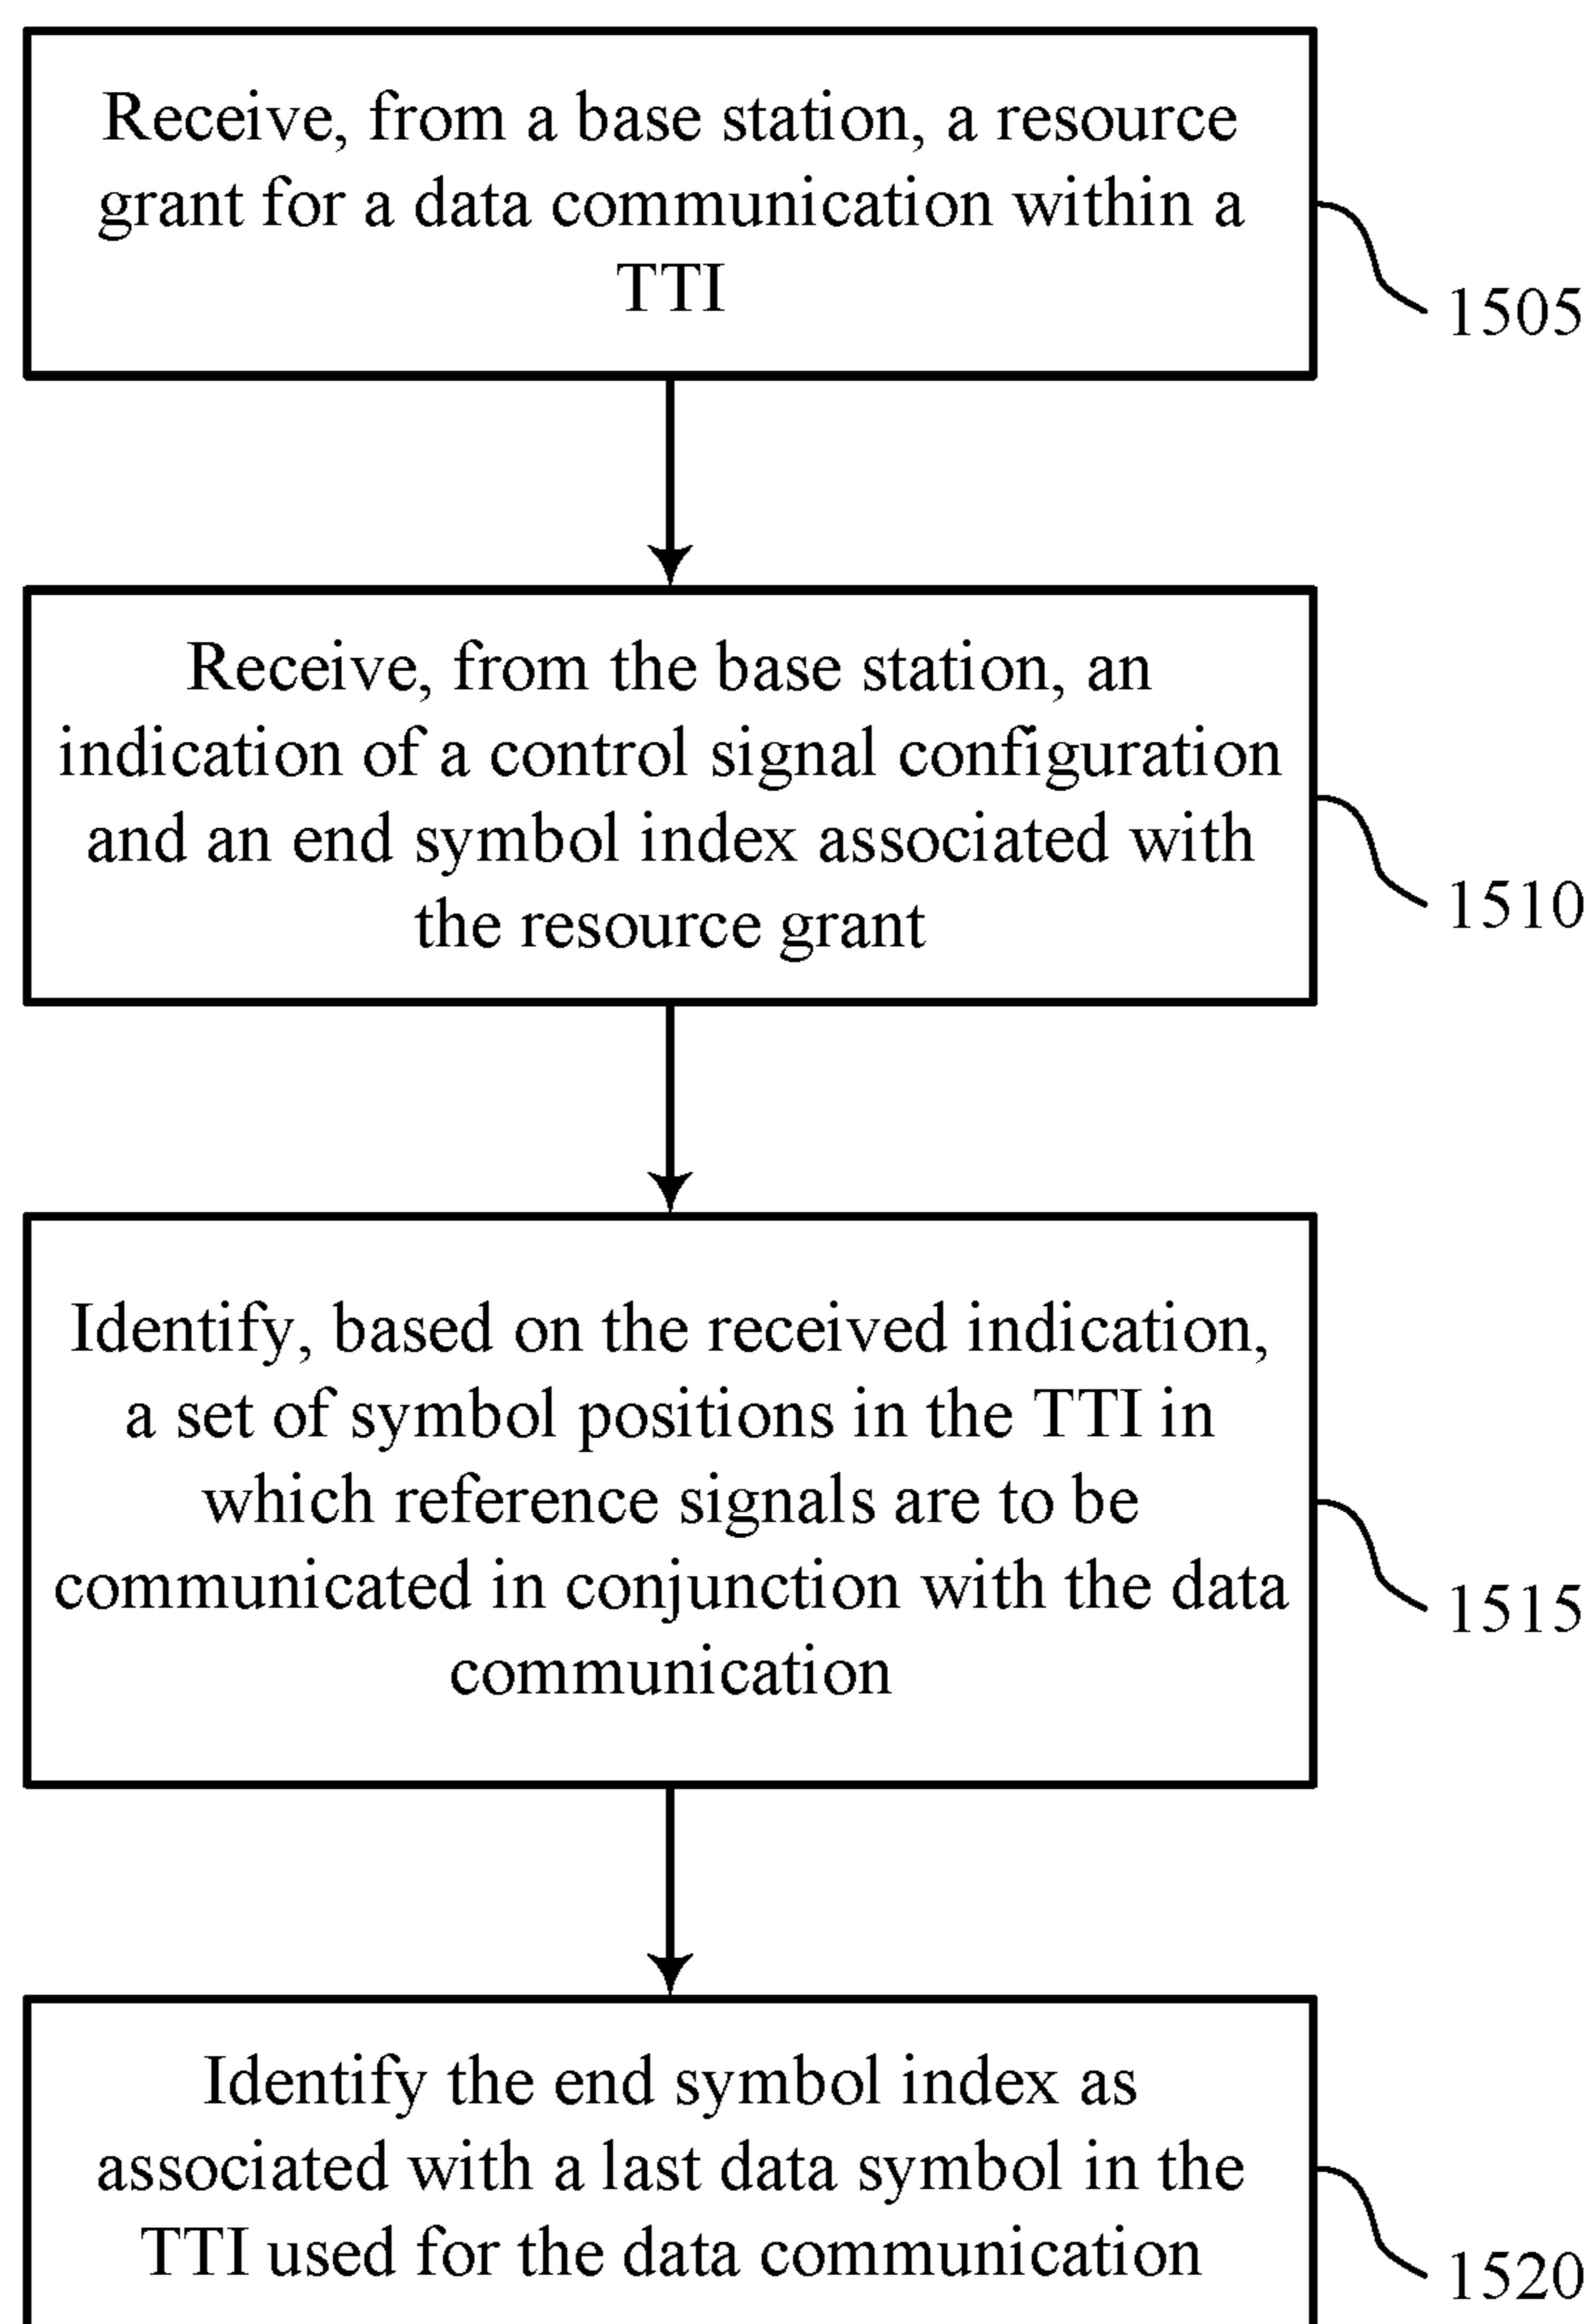 Receive, from a base station, a resource
grant for a data communication within a
TTI
1505
Receive, from the base station, an
indication of a control signal configuration
and an end symbol index associated with
the resource grant
1510
Identify, based on the received indication,
a set of symbol positions in the TTI in
which reference signals are to be
communicated in conjunction with the data
communication
1515
Identify the end symbol index as
associated with a last data symbol in the
TTI used for the data communication
1520